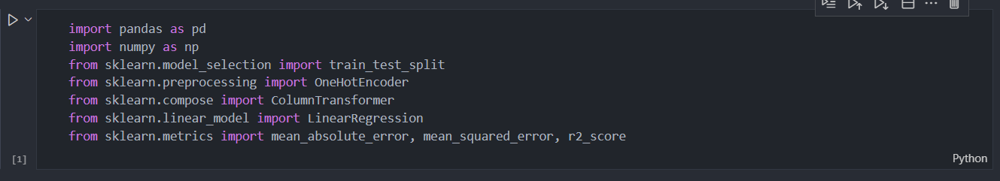 import pandas as pd
import numpy as np
from sklearn.model_selection import train_test_split
from sklearn.preprocessing import OneHotEncoder
from sklearn.compose import ColumnTransformer
from sklearn.linear_model import LinearRegression
from sklearn.metrics import mean_absolute_error, mean_squared_error, r2_score
[1]
Python